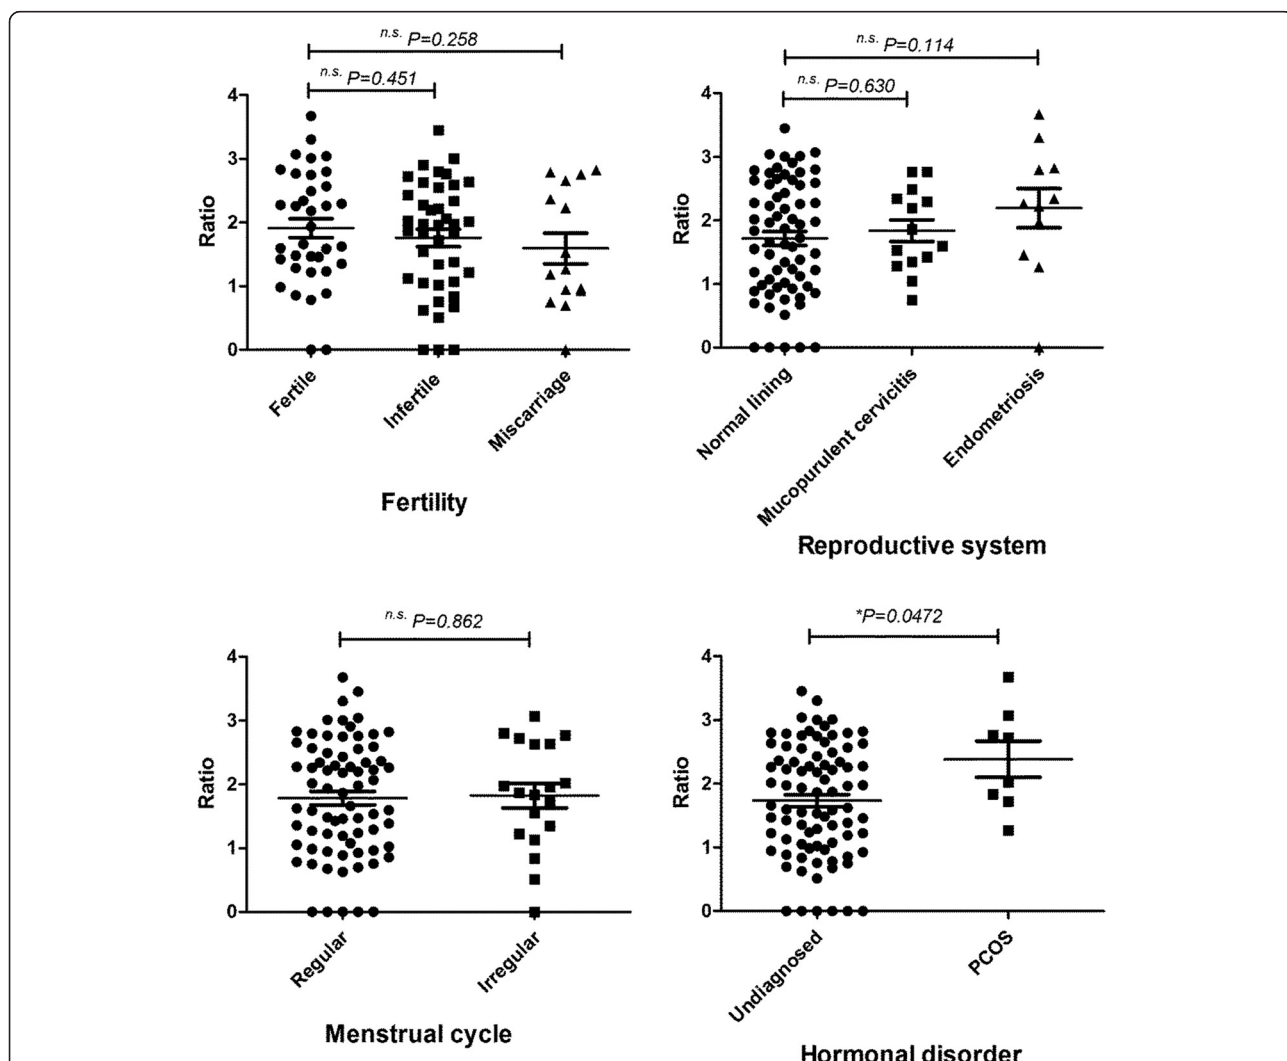 n.s. P=0.258
n.s. P=0.451
4
3
2
1
0
Ratio
Fertile
Infertile
Miscarriage
Fertility
n.s. P=0.114
n.s. P=0.630
4
3
2
1
0
Ratio
Normal lining
Mucopurulent cervicitis
Endometriosis
Reproductive system
n.s. P=0.862
4
3
2
1
0
Ratio
Regular
Irregular
Menstrual cycle
*P=0.0472
4
3
2
1
0
Ratio
Undiagnosed
PCOS
Hormonal disorder